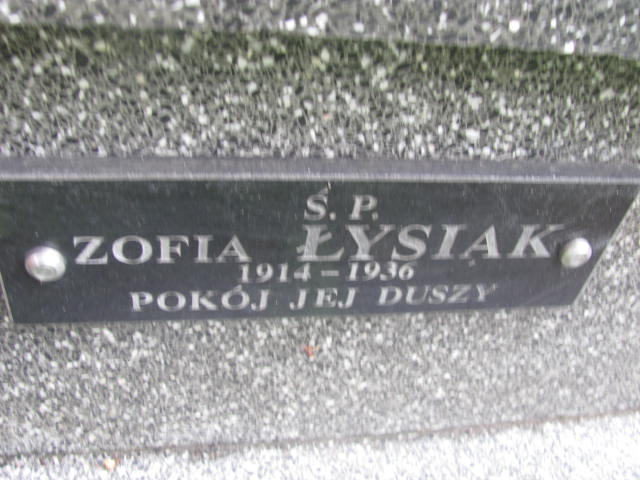 Ś. P.
ZOFIA ŁYSIAK
1914-1936
POKÓJ JEJ DUSZY